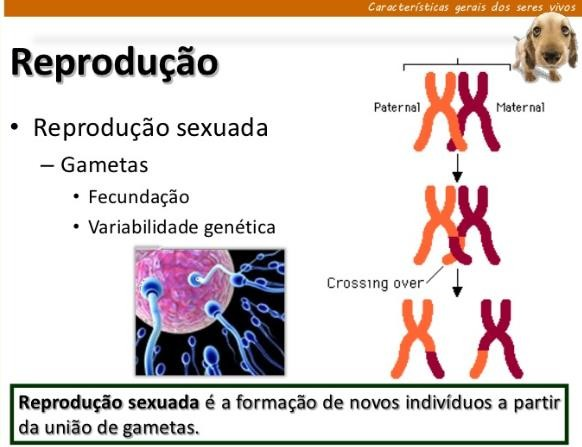 Características gerais dos seres vivos
Reprodução
• Reprodução sexuada
– Gametas
• Fecundação
• Variabilidade genética
Paternal
Maternal
Crossing over
Reprodução sexuada é a formação de novos indivíduos a partir
da união de gametas.